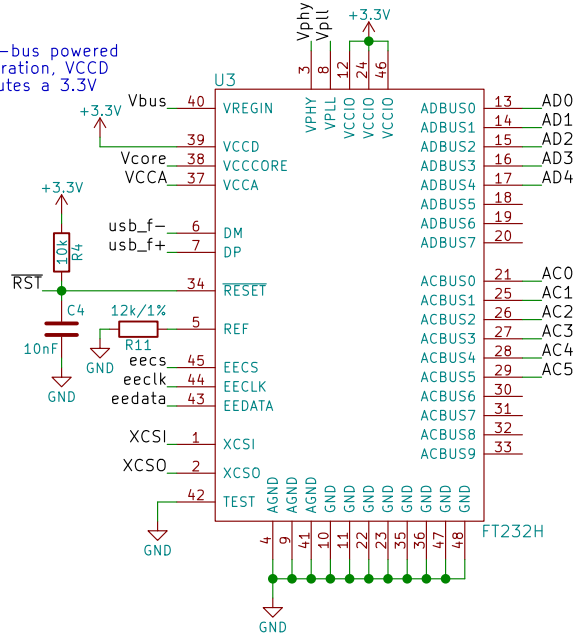 Vphy
Vpll
+3.3V
-bus powered
ration, VCCD
utes a 3.3V
U3
3
8
12
24
46
VPHY
VPLL
VCCIO
VCCIO
VCCIO
Vbus 40 VREGIN
+3.3V
39 VCCD
Vcore 38 VCCCORE
VCCA 37 VCCA
usb_f- 6 DM
usb_f+ 7 DP
+3.3V
10k
R4
RST 34 RESET
C4
10nF
GND
12k/1%
R11
GND
5 REF
eecs 45 EECS
eeclk 44 EECLK
eedata 43 EEDATA
XCSI 1 XCSI
XCSO 2 XCSO
42 TEST
GND
ADBUS0 13 AD0
ADBUS1 14 AD1
ADBUS2 15 AD2
ADBUS3 16 AD3
ADBUS4 17 AD4
ADBUS5 18
ADBUS6 19
ADBUS7 20
ACBUS0 21 AC0
ACBUS1 25 AC1
ACBUS2 26 AC2
ACBUS3 27 AC3
ACBUS4 28 AC4
ACBUS5 29 AC5
ACBUS6 30
ACBUS7 31
ACBUS8 32
ACBUS9 33
AGND
AGND
AGND
GND
GND
GND
GND
GND
GND
GND
GND
4
9
41
10
11
22
23
35
36
47
48
FT232H
GND